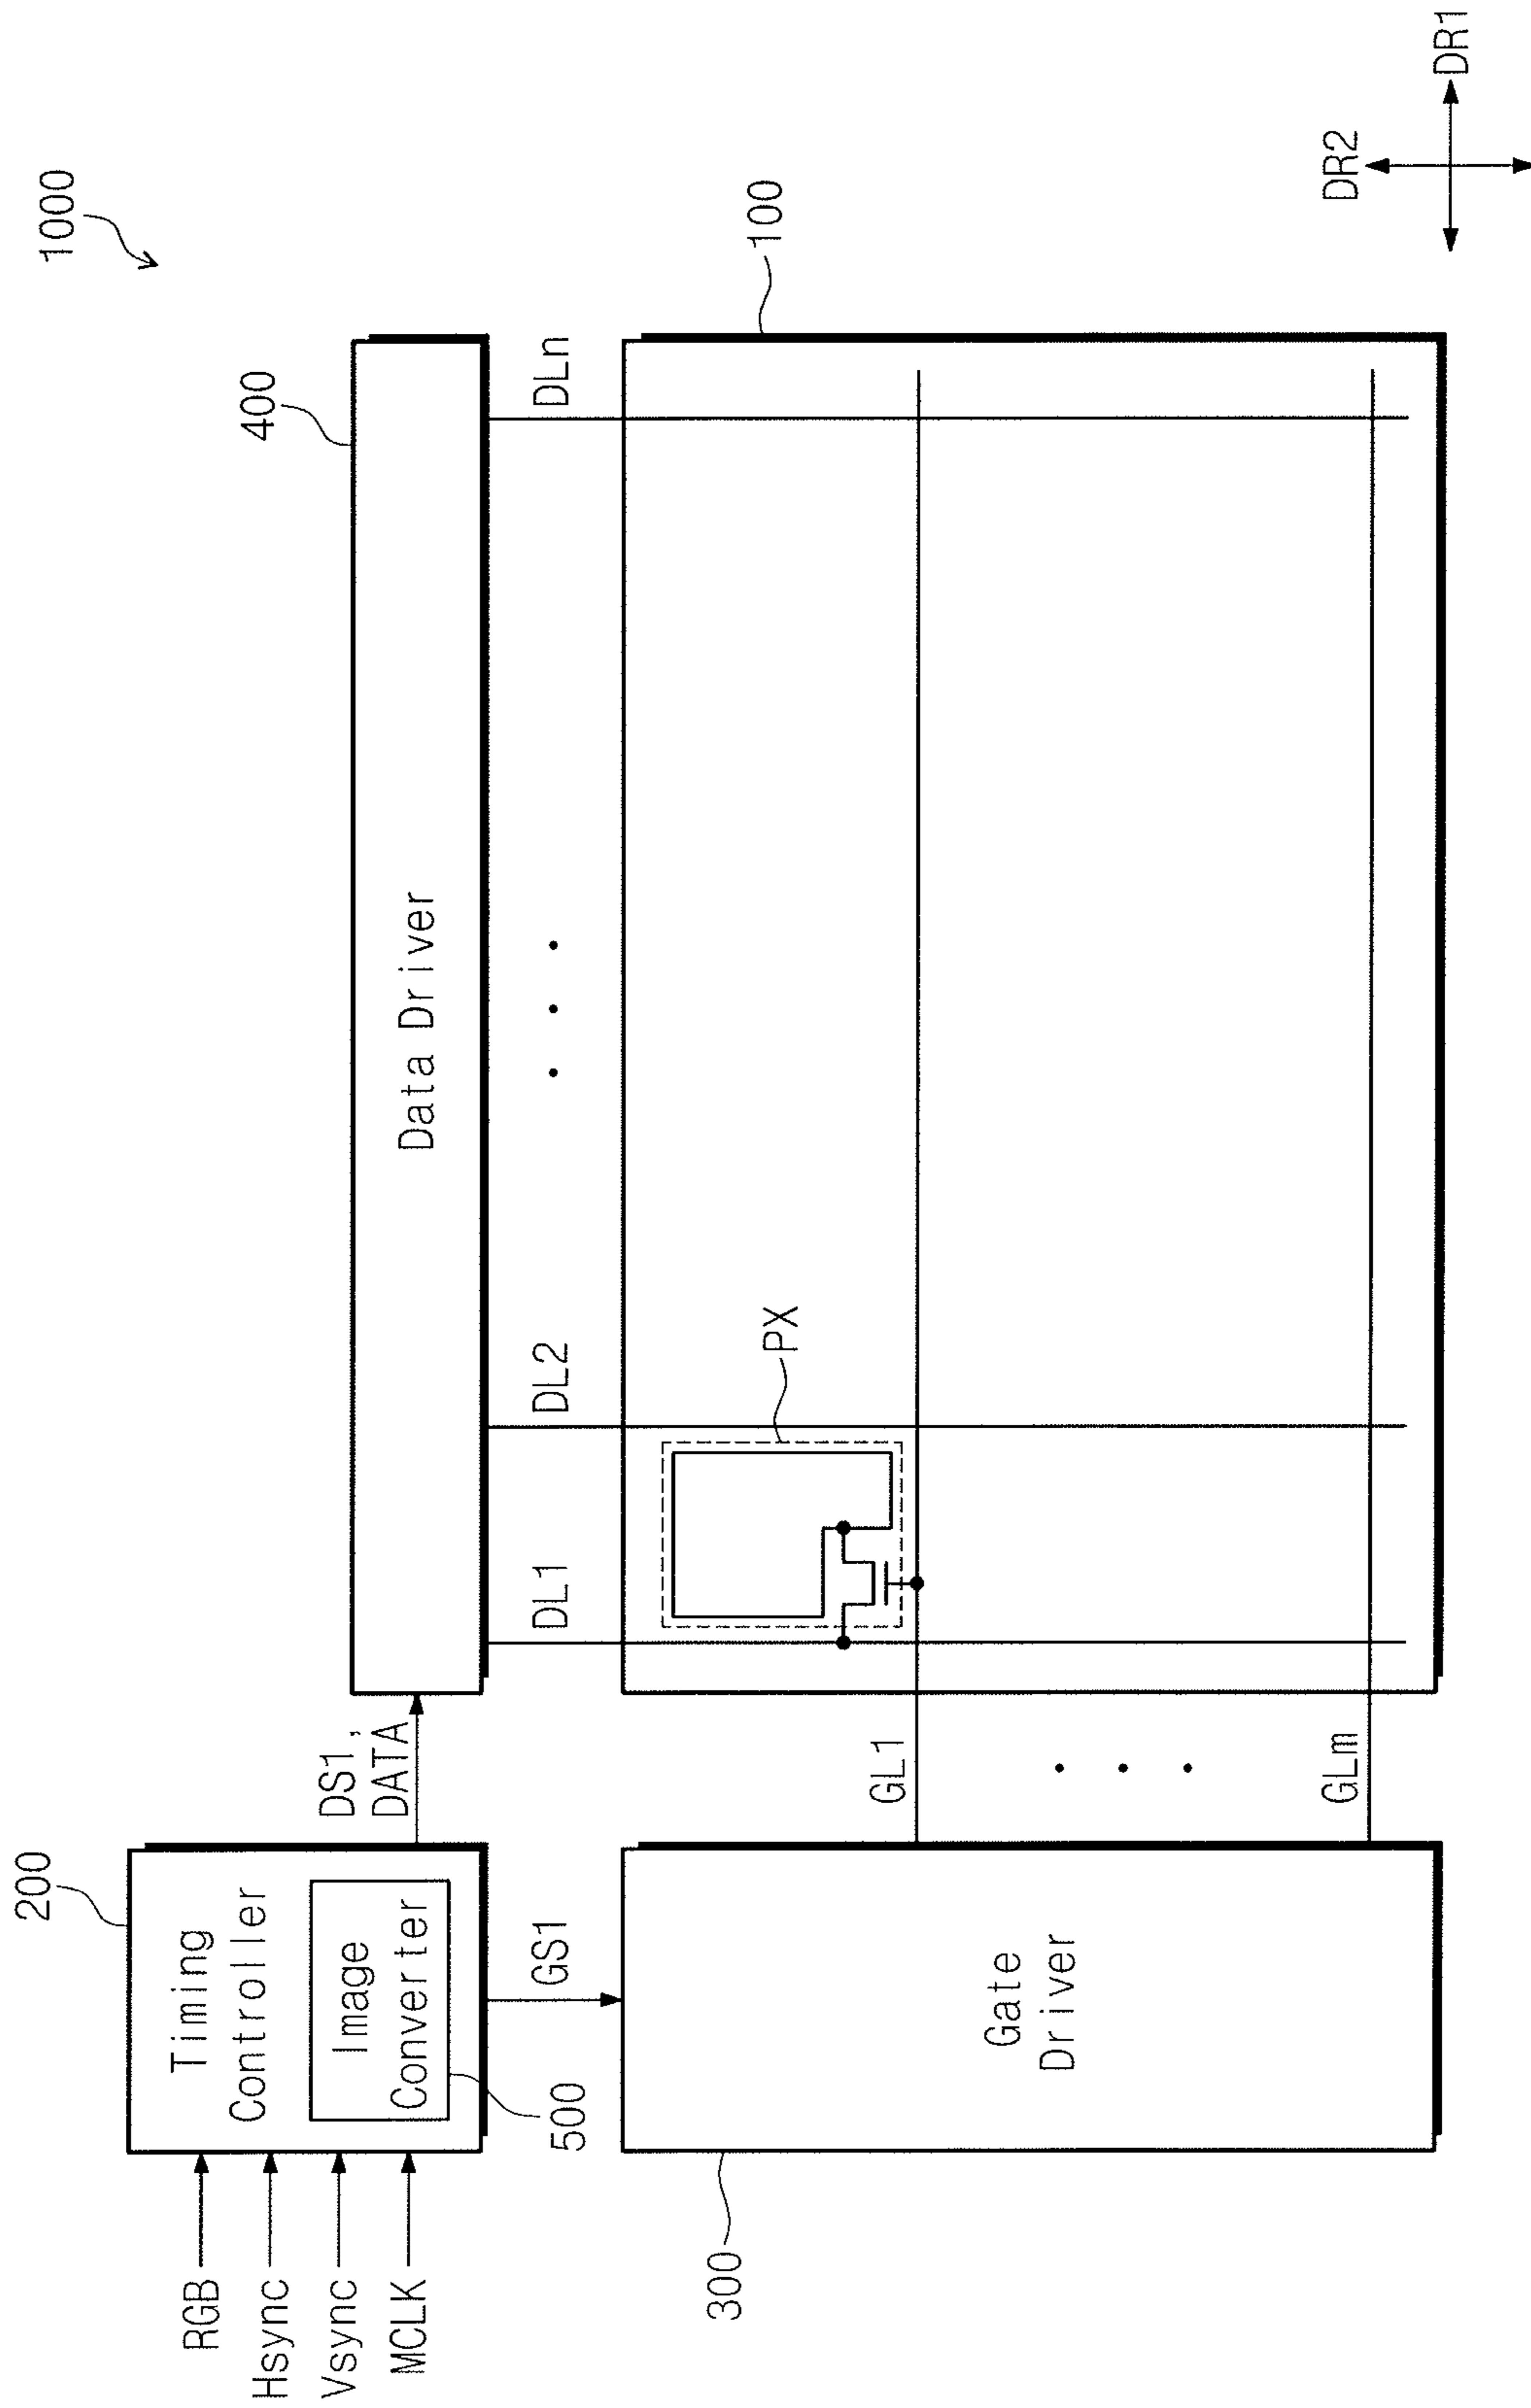 1000
200
Timing
Controller
Image
Converter
500
RGB
Hsync
Vsync
MCLK
DS1,
DATA
400
Data Driver
GS1
DL1
DL2
DLn
100
PX
300
Gate
Driver
GL1
GLm
DR2
DR1